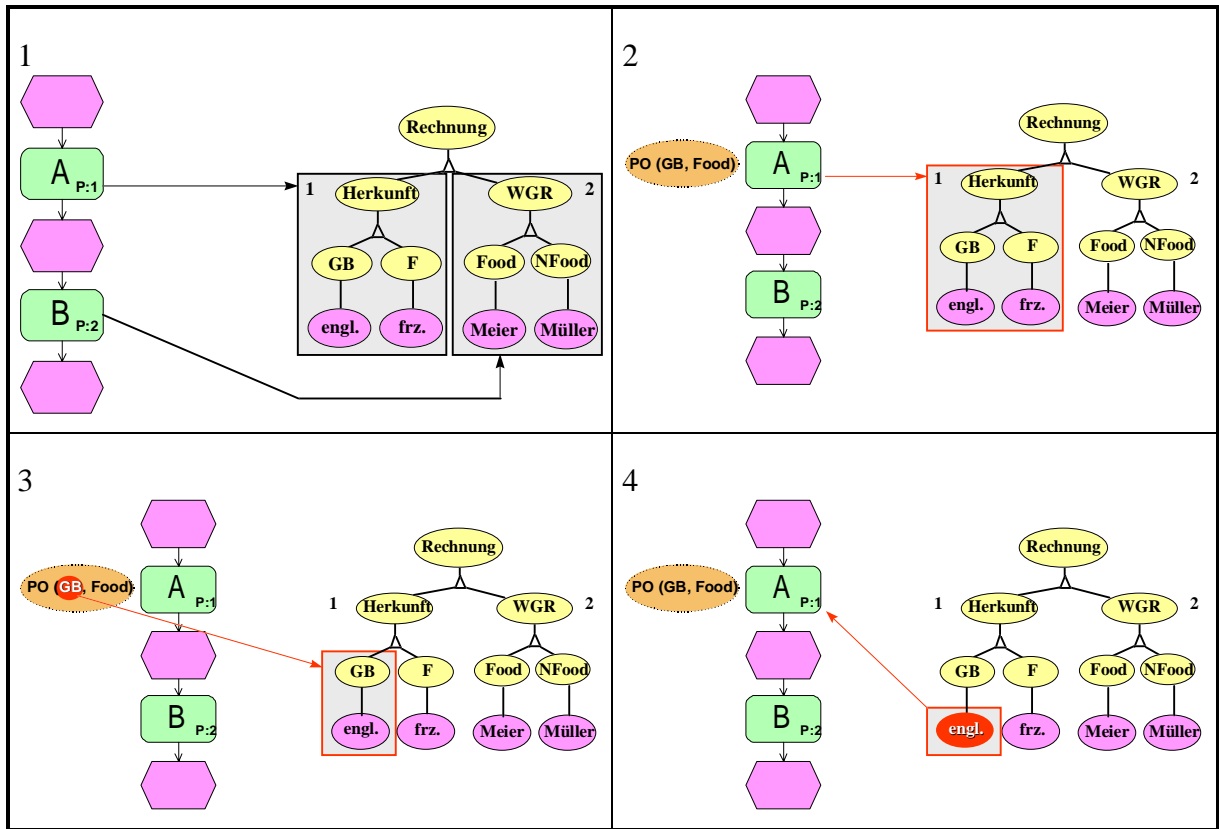 1
A P:1
B P:2
Rechnung
1 Herkunft WGR 2
GB F Food NFood
engl. frz. Meier Müller
2
PO (GB, Food)
A P:1
B P:2
Rechnung
1 Herkunft WGR 2
GB F Food NFood
engl. frz. Meier Müller
3
PO (GB, Food)
A P:1
B P:2
Rechnung
1 Herkunft WGR 2
GB F Food NFood
engl. frz. Meier Müller
4
PO (GB, Food)
A P:1
B P:2
Rechnung
1 Herkunft WGR 2
GB F Food NFood
engl. frz. Meier Müller